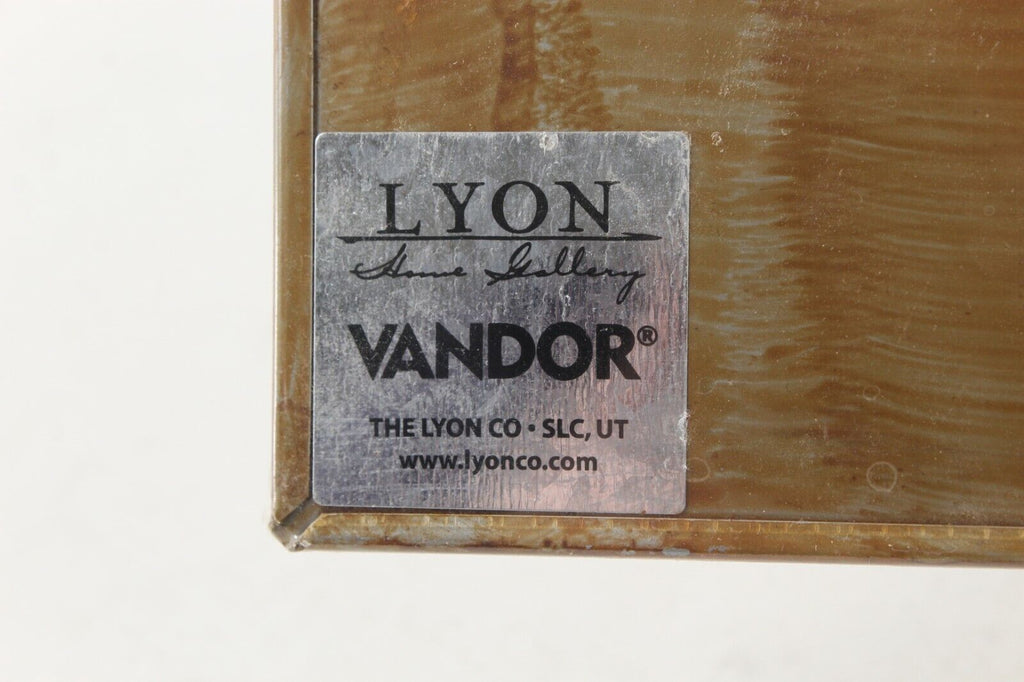 LYON
Home Gallery
VANDOR®
THE LYON CO • SLC, UT
www.lyonco.com